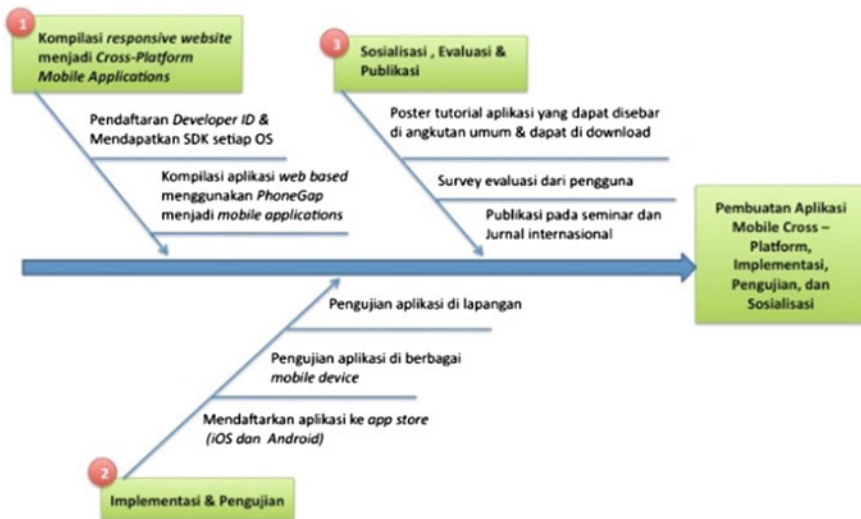 1
Kompilasi responsive website
menjadi Cross-Platform
Mobile Applications
Pendaftaran Developer ID &
Mendapatkan SDK setiap OS
Kompilasi aplikasi web based
menggunakan PhoneGap
menjadi mobile applications
3
Sosialisasi , Evaluasi &
Publikasi
Poster tutorial aplikasi yang dapat disebar
di angkutan umum & dapat di download
Survey evaluasi dari pengguna
Publikasi pada seminar dan
Jurnal internasional
Pembuatan Aplikasi
Mobile Cross –
Platform,
Implementasi,
Pengujian, dan
Sosialisasi
Pengujian aplikasi di lapangan
Pengujian aplikasi di berbagai
mobile device
Mendaftarkan aplikasi ke app store
(iOS dan Android)
2
Implementasi & Pengujian